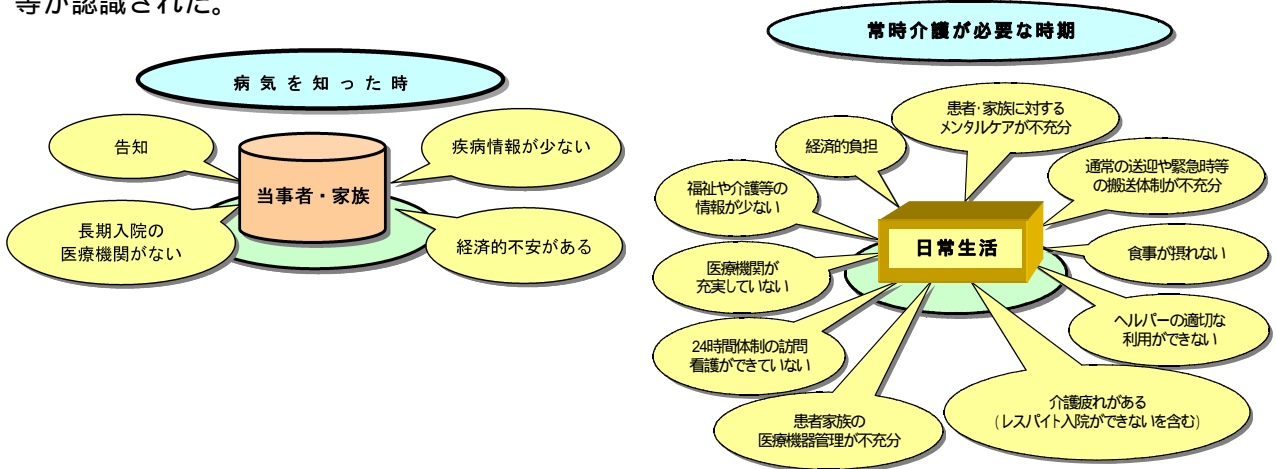 等が認識された。
病気を知った時
告知
疾病情報が少ない
当事者・家族
長期入院の
医療機関がない
経済的不安がある
常時介護が必要な時期
患者・家族に対する
メンタルケアが不充分
経済的負担
通常の送迎や緊急時等
の搬送体制が不充分
福祉や介護等の
情報が少ない
日常生活
食事が摂れない
医療機関が
充実していない
ヘルパーの適切な
利用ができない
24時間体制の訪問
看護ができていない
介護疲れがある
(レスパイト入院ができないを含む)
患者家族の
医療機器管理が不充分